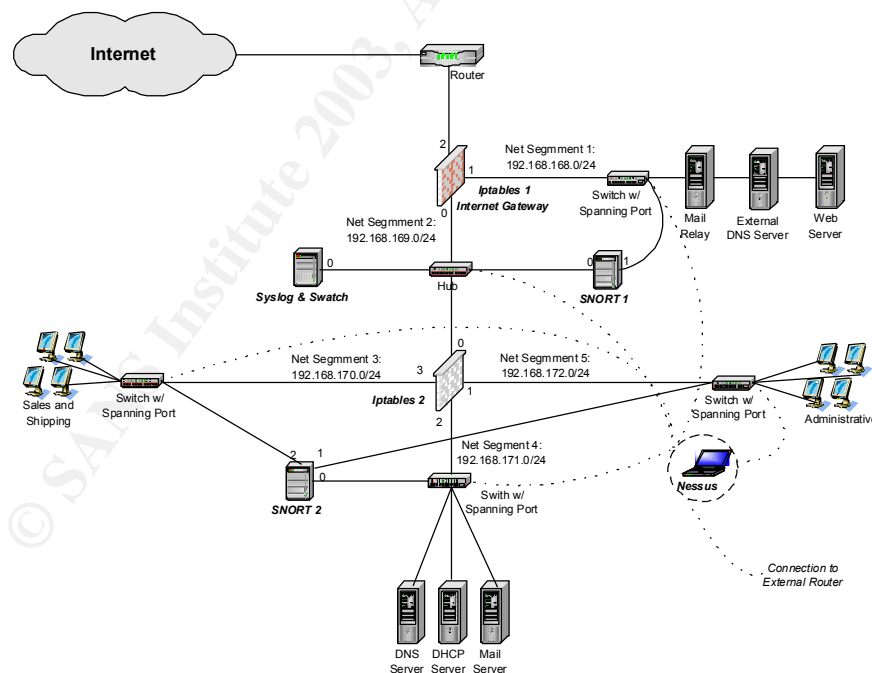 Internet
Router
2
Net Segmment 1:
192.168.168.0/24
1
Iptables 1
Internet Gateway
0
Switch w/
Spanning Port
Mail
Relay
External
DNS Server
Web
Server
Net Segmment 2:
192.168.169.0/24
0
Syslog & Swatch
Hub
0
1
SNORT 1
0
Net Segmment 3:
192.168.170.0/24
3
Net Segmment 5:
192.168.172.0/24
1
Iptables 2
2
Sales and
Shipping
Switch w/
Spanning Port
Switch w/
Spanning Port
Administrative
Net Segment 4:
192.168.171.0/24
2
1
0
SNORT 2
Swith w/
Spanning Port
Nessus
Connection to
External Router
DNS
Server
DHCP
Server
Mail
Server
© SANS Institute 2003, A